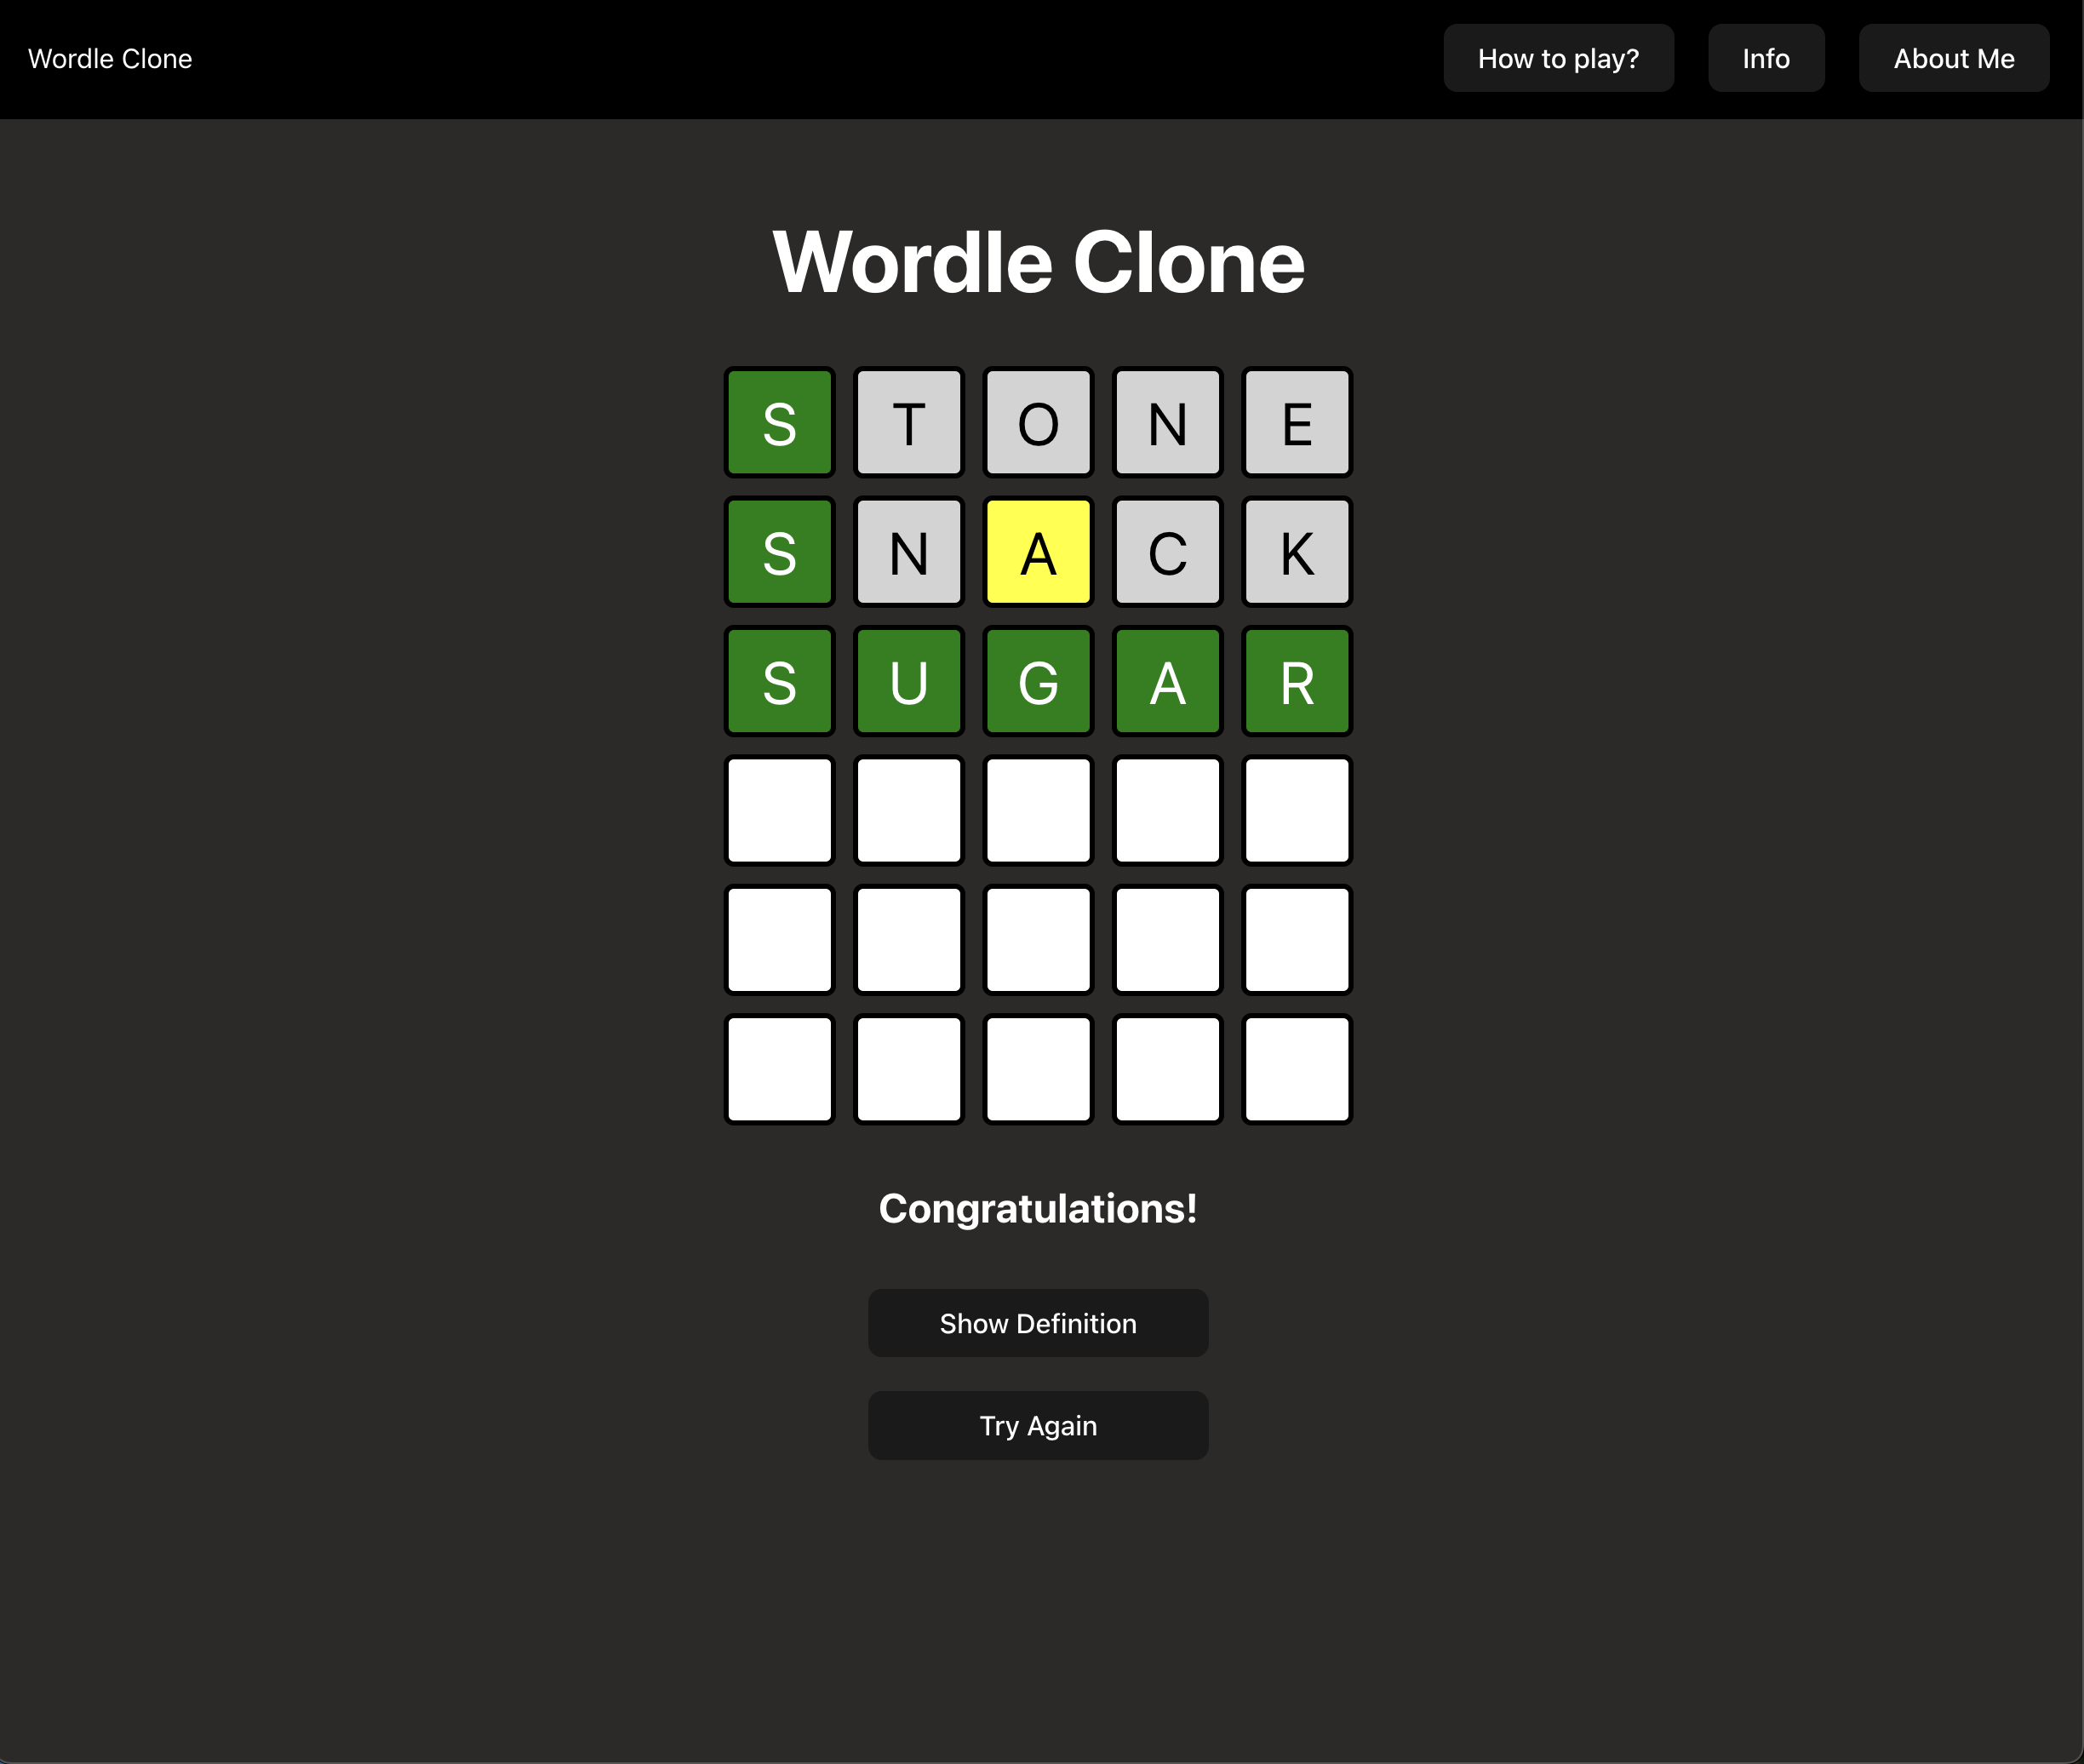 Wordle Clone How to play? Info About Me
Wordle Clone
S T O N E
S N A C K
S U G A R
Congratulations!
Show Definition
Try Again